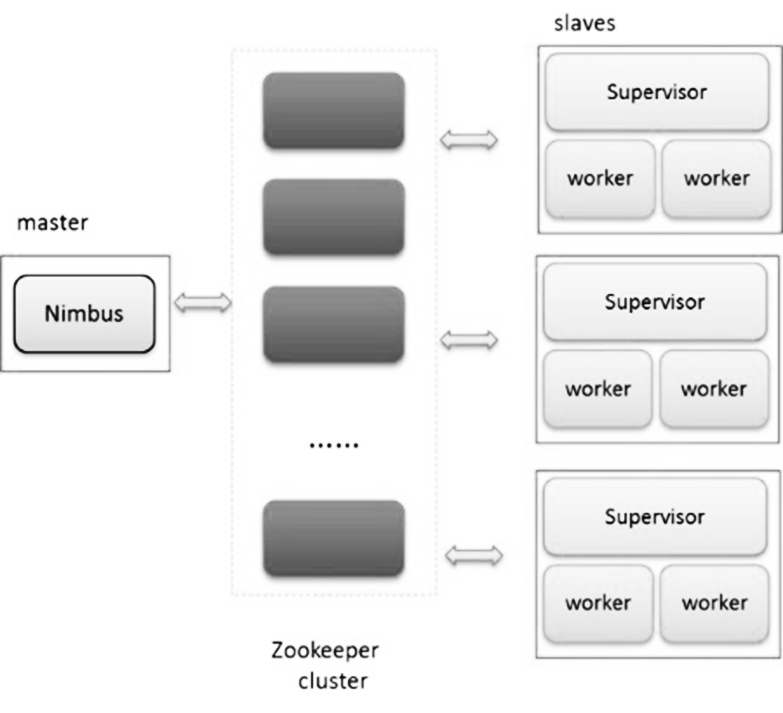 slaves
Supervisor
worker
worker
master
Nimbus
Supervisor
worker
worker
......
Supervisor
worker
worker
Zookeeper
cluster